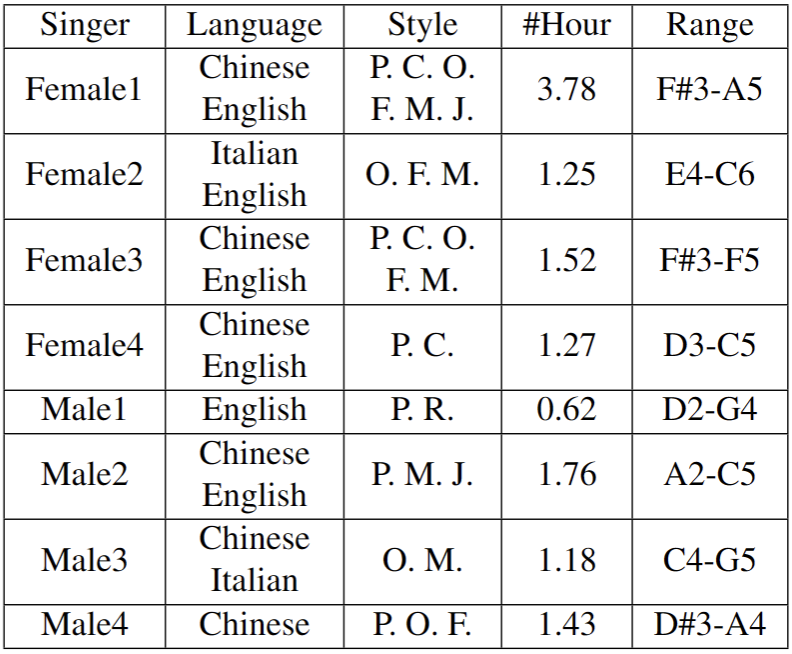 Singer Language Style #Hour Range
Female1 Chinese English P. C. O. F. M. J. 3.78 F#3-A5
Female2 Italian English O. F. M. 1.25 E4-C6
Female3 Chinese English P. C. O. F. M. 1.52 F#3-F5
Female4 Chinese English P. C. 1.27 D3-C5
Male1 English P. R. 0.62 D2-G4
Male2 Chinese English P. M. J. 1.76 A2-C5
Male3 Chinese Italian O. M. 1.18 C4-G5
Male4 Chinese P. O. F. 1.43 D#3-A4